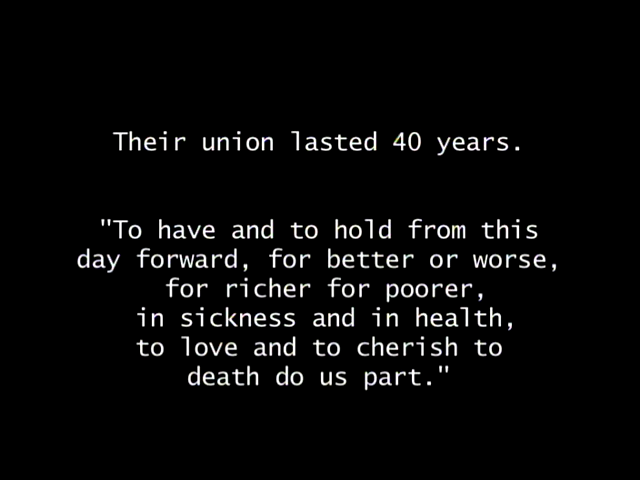 Their union lasted 40 years.
"To have and to hold from this
day forward, for better or worse,
for richer for poorer,
in sickness and in health,
to love and to cherish to
death do us part."